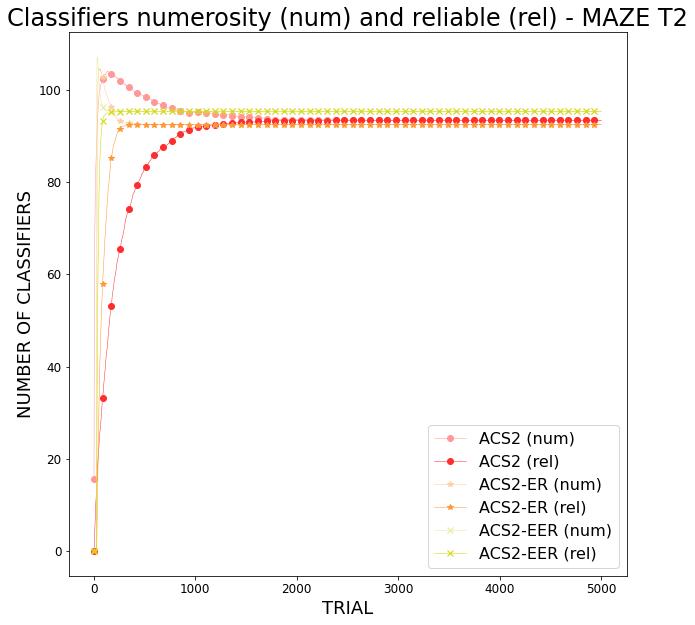 Classifiers numerosity (num) and reliable (rel) - MAZE T2
NUMBER OF CLASSIFIERS
100
80
60
40
20
0
ACS2 (num)
ACS2 (rel)
ACS2-ER (num)
ACS2-ER (rel)
ACS2-EER (num)
ACS2-EER (rel)
0 1000 2000 3000 4000 5000
TRIAL